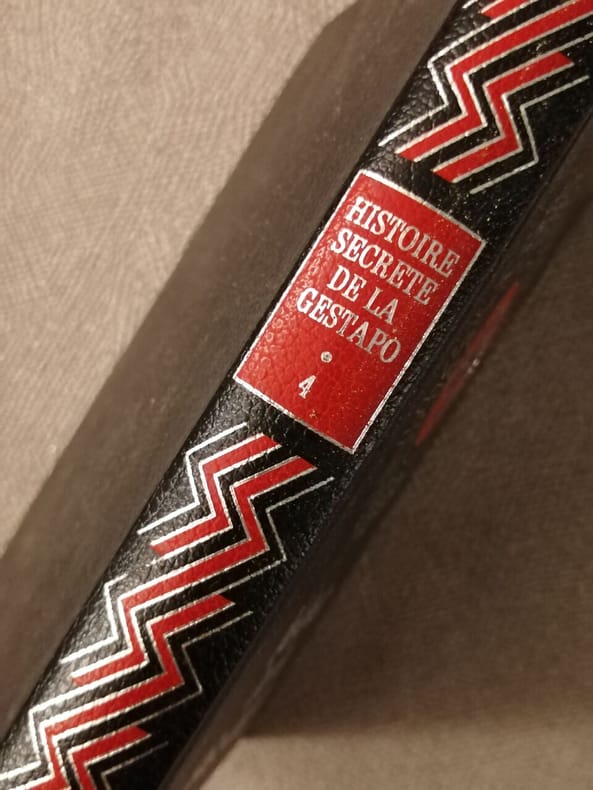 HISTOIRE
SECRETE
DE LA
GESTAPO
4